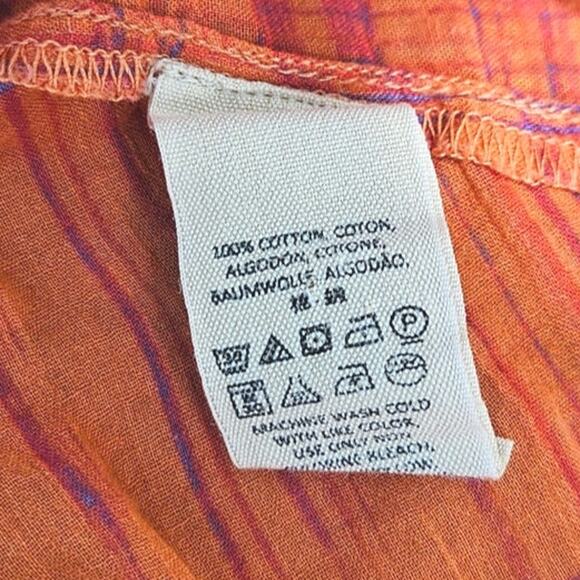 100% COTTON, COTON,
ALGODÓN, COTONE,
BAUMWOLLE, ALGODÃO,
棉 · 綿
30
P
MACHINE WASH COLD
WITH LIKE COLOR,
USE ONLY NON
BLEACH,